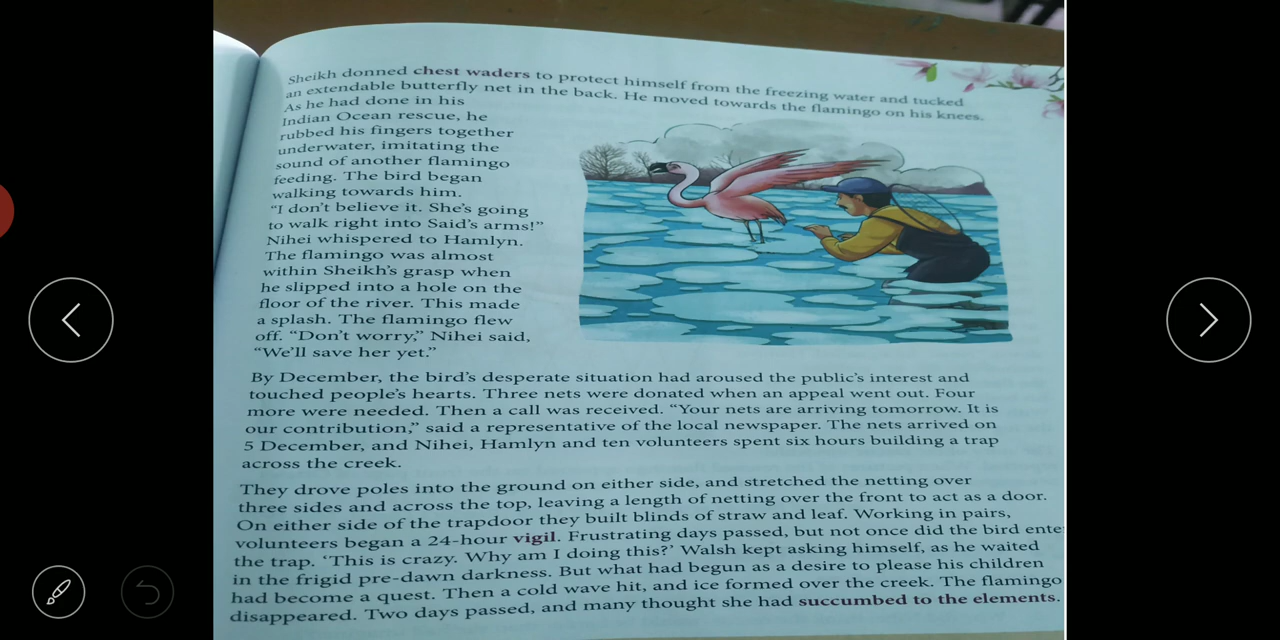 Sheikh donned chest waders to protect himself from the freezing water and tucked
an extendable butterfly net in the back. He moved towards the flamingo on his knees.
As he had done in his
Indian Ocean rescue, he
rubbed his fingers together
underwater, imitating the
sound of another flamingo
feeding. The bird began
walking towards him.
“I don’t believe it. She’s going
to walk right into Said’s arms!”
Nihei whispered to Hamlyn.
The flamingo was almost
within Sheikh’s grasp when
he slipped into a hole on the
floor of the river. This made
a splash. The flamingo flew
off. “Don’t worry,” Nihei said,
“We’ll save her yet.”
By December, the bird’s desperate situation had aroused the public’s interest and
touched people’s hearts. Three nets were donated when an appeal went out. Four
more were needed. Then a call was received. “Your nets are arriving tomorrow. It is
our contribution,” said a representative of the local newspaper. The nets arrived on
5 December, and Nihei, Hamlyn and ten volunteers spent six hours building a trap
across the creek.
They drove poles into the ground on either side, and stretched the netting over
three sides and across the top, leaving a length of netting over the front to act as a door.
On either side of the trapdoor they built blinds of straw and leaf. Working in pairs,
volunteers began a 24-hour vigil. Frustrating days passed, but not once did the bird ente
the trap. ‘This is crazy. Why am I doing this?’ Walsh kept asking himself, as he waited
in the frigid pre-dawn darkness. But what had begun as a desire to please his children
had become a quest. Then a cold wave hit, and ice formed over the creek. The flamingo
disappeared. Two days passed, and many thought she had succumbed to the elements.